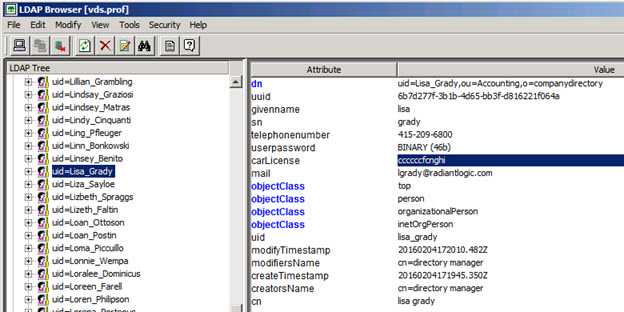 LDAP Browser [vds.prof]
File Edit View Tools Security Help
LDAP Tree
uid=Lillian_Grambling
uid=Lindsay_Graziosi
uid=Lindsey_Matras
uid=Lindy_Cinquanti
uid=Ling_Pfleuger
uid=Linn_Bonkowski
uid=Linsey_Benito
uid=Lisa_Grady
uid=Liza_Sayloe
uid=Lizbeth_Spraggs
uid=Lizeth_Faltin
uid=Loan_Ottoson
uid=Loan_Postin
uid=Loma_Piccuillo
uid=Lonnie_Wempa
uid=Loralee_Dominicus
uid=Loreen_Farell
uid=Loren_Philipson
Attribute Value
dn uid=Lisa_Grady,ou=Accounting,o=companydirectory
uuid 6b7d277f-3b1b-4d65-bb3f-d816221f064a
givenname lisa
sn grady
telephonenumber 415-209-6800
userpassword BINARY (46b)
carLicense ccccccfcnghi
mail lgrady@radiantlogic.com
objectClass top
objectClass person
objectClass organizationalPerson
objectClass inetOrgPerson
uid lisa_grady
modifyTimestamp 20160204172010.482Z
modifiersName cn=directory manager
createTimestamp 20160204171945.350Z
creatorsName cn=directory manager
cn lisa grady